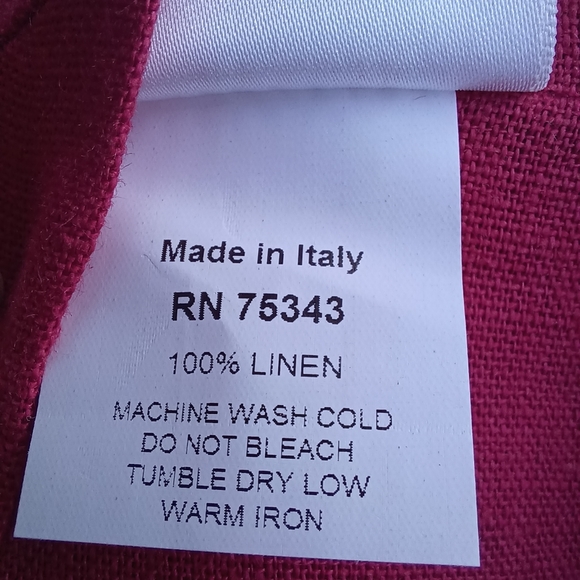 Made in Italy
RN 75343
100% LINEN
MACHINE WASH COLD
DO NOT BLEACH
TUMBLE DRY LOW
WARM IRON